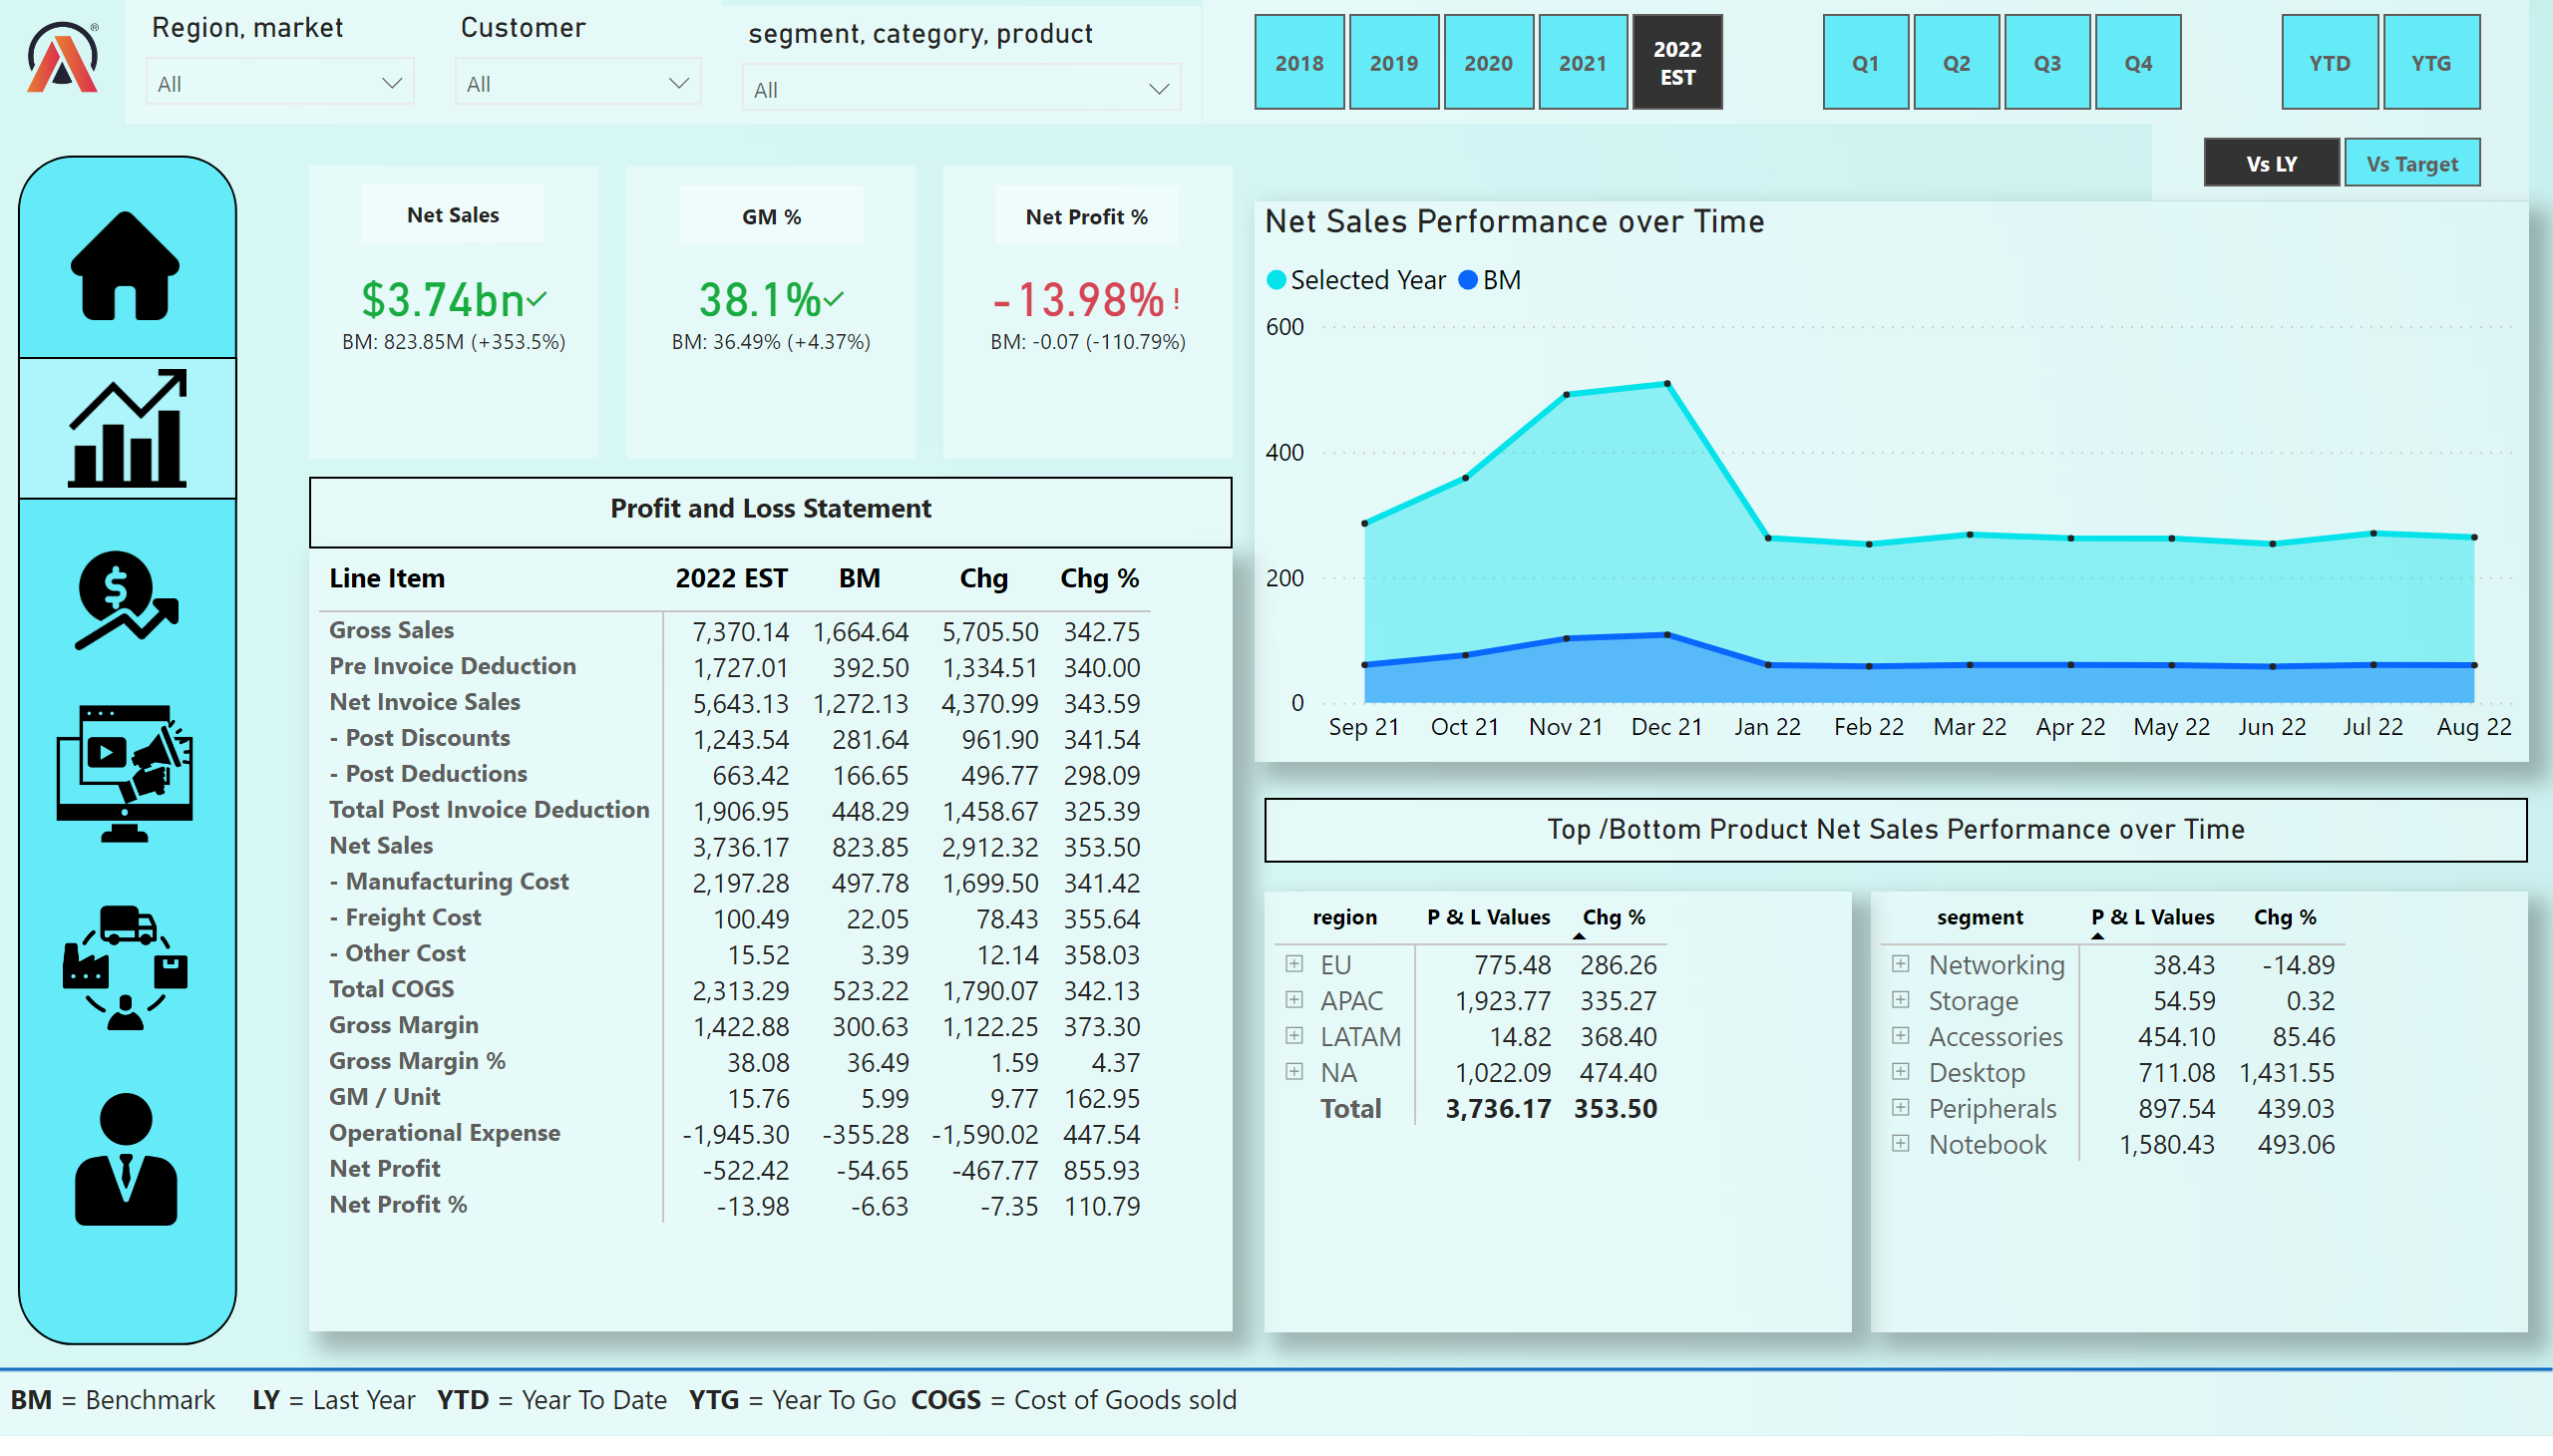 ®
Region, market
Customer
segment, category, product
All
All
All
2018
2019
2020
2021
2022
EST
Q1
Q2
Q3
Q4
YTD
YTG
Vs LY
Vs Target
Net Sales
$3.74bn
BM: 823.85M (+353.5%)
GM %
38.1%
BM: 36.49% (+4.37%)
Net Profit %
-13.98% !
BM: -0.07 (-110.79%)
Net Sales Performance over Time
Selected Year BM
600
400
200
0
Sep 21 Oct 21 Nov 21 Dec 21 Jan 22 Feb 22 Mar 22 Apr 22 May 22 Jun 22 Jul 22 Aug 22
Profit and Loss Statement
Line Item 2022 EST BM Chg Chg %
Gross Sales 7,370.14 1,664.64 5,705.50 342.75
Pre Invoice Deduction 1,727.01 392.50 1,334.51 340.00
Net Invoice Sales 5,643.13 1,272.13 4,370.99 343.59
- Post Discounts 1,243.54 281.64 961.90 341.54
- Post Deductions 663.42 166.65 496.77 298.09
Total Post Invoice Deduction 1,906.95 448.29 1,458.67 325.39
Net Sales 3,736.17 823.85 2,912.32 353.50
- Manufacturing Cost 2,197.28 497.78 1,699.50 341.42
- Freight Cost 100.49 22.05 78.43 355.64
- Other Cost 15.52 3.39 12.14 358.03
Total COGS 2,313.29 523.22 1,790.07 342.13
Gross Margin 1,422.88 300.63 1,122.25 373.30
Gross Margin % 38.08 36.49 1.59 4.37
GM / Unit 15.76 5.99 9.77 162.95
Operational Expense -1,945.30 -355.28 -1,590.02 447.54
Net Profit -522.42 -54.65 -467.77 855.93
Net Profit % -13.98 -6.63 -7.35 110.79
Top /Bottom Product Net Sales Performance over Time
region P & L Values Chg %
EU 775.48 286.26
APAC 1,923.77 335.27
LATAM 14.82 368.40
NA 1,022.09 474.40
Total 3,736.17 353.50
segment P & L Values Chg %
Networking 38.43 -14.89
Storage 54.59 0.32
Accessories 454.10 85.46
Desktop 711.08 1,431.55
Peripherals 897.54 439.03
Notebook 1,580.43 493.06
BM = Benchmark LY = Last Year YTD = Year To Date YTG = Year To Go COGS = Cost of Goods sold